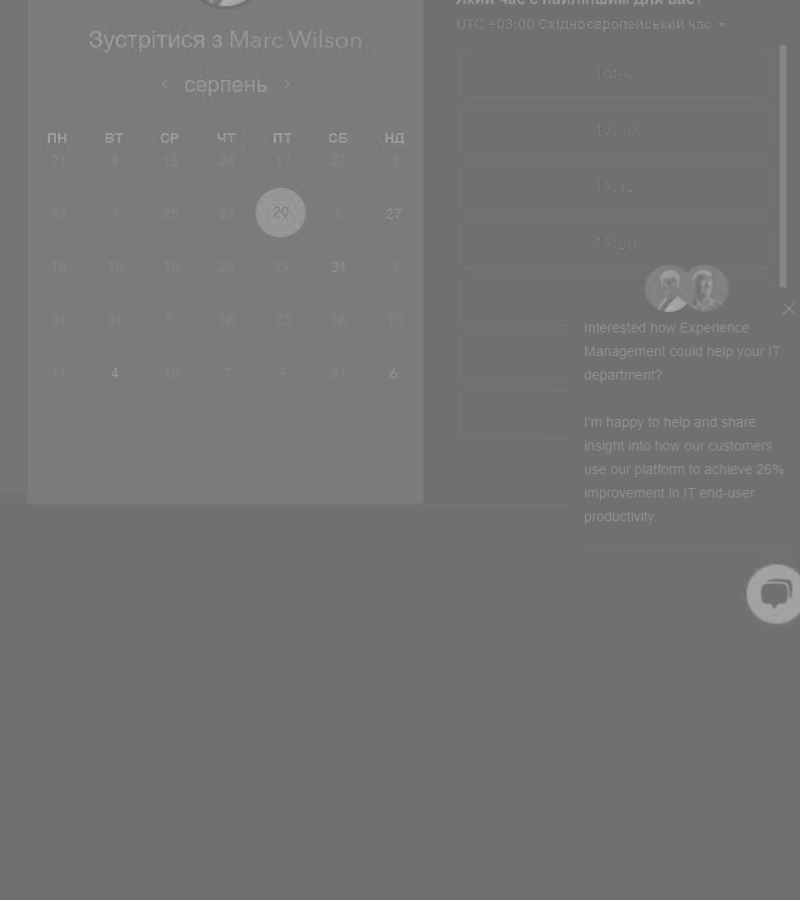 Який час є найліпшим для вас?
UTC +03:00 Східноєвропейський час
Зустрітися з Marc Wilson
серпень
ПН ВТ СР ЧТ ПТ СБ НД
21 4 15 24 17 27 3
31 7 25 24 20 6 27
18 10 10 28 19 31 3
31 31 5 18 23 18 10
11 4 10 7 9 31 6
16:45
17:00
17:15
17:30
Interested how Experience
Management could help your IT
department?
I'm happy to help and share
insight into how our customers
use our platform to achieve 26%
improvement in IT end-user
productivity.